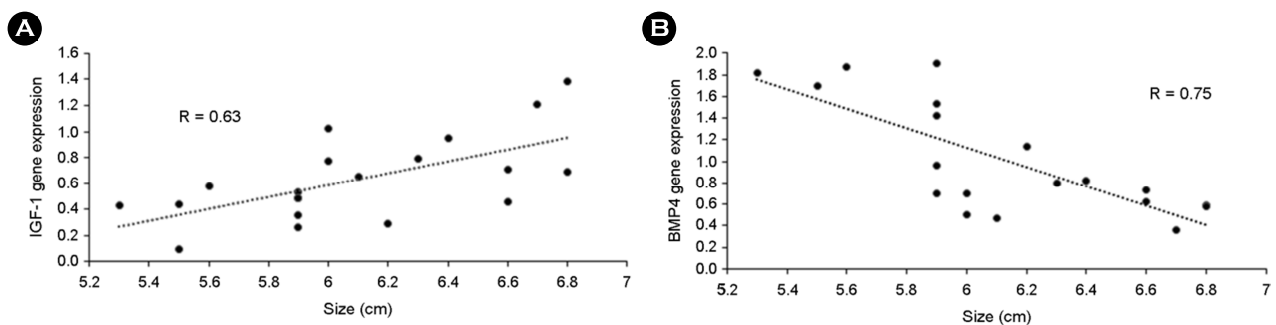 A
IGF-1 gene expression
1.6
1.4
1.2
1.0
0.8
0.6
0.4
0.2
0.0
R = 0.63
5.2 5.4 5.6 5.8 6 6.2 6.4 6.6 6.8 7
Size (cm)
B
BMP4 gene expression
2.0
1.8
1.6
1.4
1.2
1.0
0.8
0.6
0.4
0.2
0.0
R = 0.75
5.2 5.4 5.6 5.8 6 6.2 6.4 6.6 6.8 7
Size (cm)